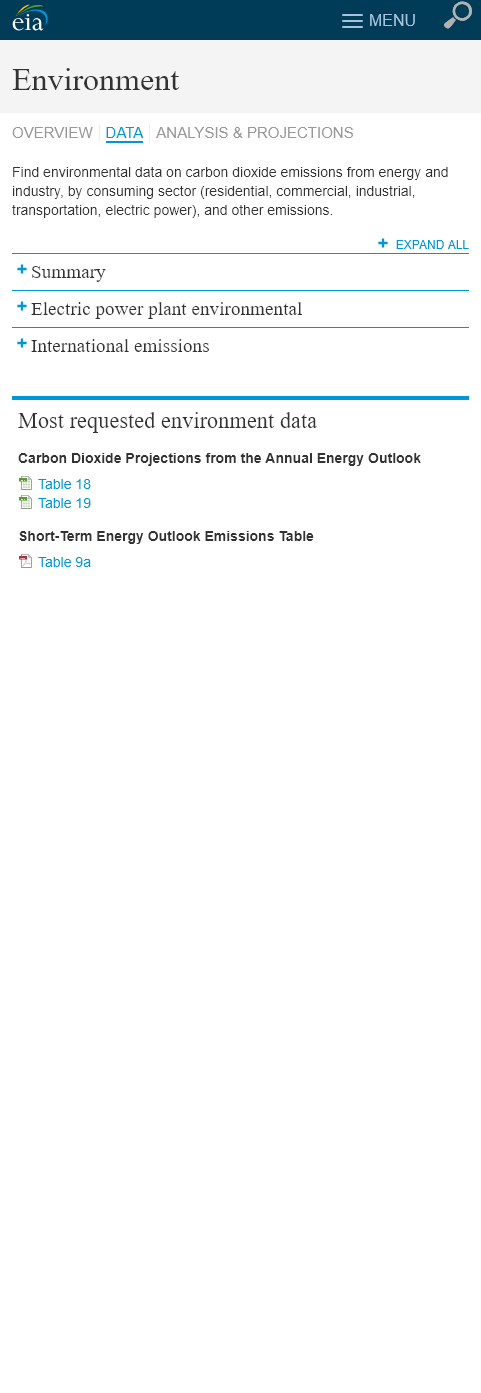 eia
MENU
Environment
OVERVIEW
DATA
ANALYSIS & PROJECTIONS
Find environmental data on carbon dioxide emissions from energy and
industry, by consuming sector (residential, commercial, industrial,
transportation, electric power), and other emissions.
+ EXPAND ALL
+ Summary
+ Electric power plant environmental
+ International emissions
Most requested environment data
Carbon Dioxide Projections from the Annual Energy Outlook
Table 18
Table 19
Short-Term Energy Outlook Emissions Table
Table 9a